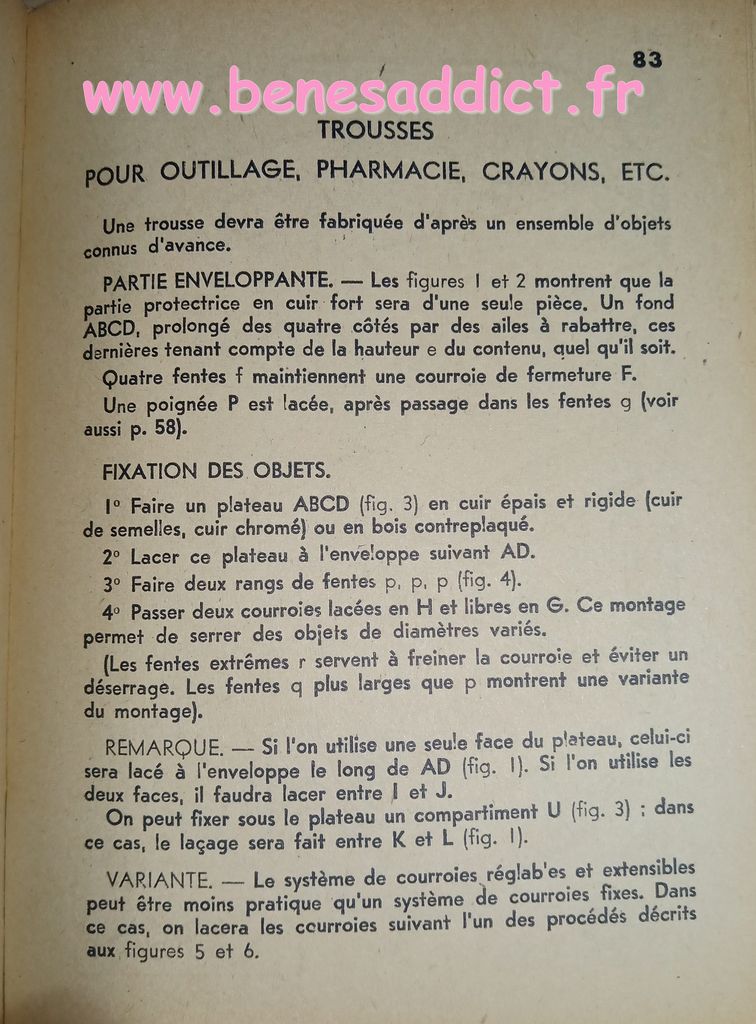 83
www.benesaddict.fr
TROUSSES
POUR OUTILLAGE, PHARMACIE, CRAYONS, ETC.
Une trousse devra être fabriquée d'après un ensemble d'objets
connus d'avance.
PARTIE ENVELOPPANTE. — Les figures 1 et 2 montrent que la
partie protectrice en cuir fort sera d'une seule pièce. Un fond
ABCD, prolongé des quatre côtés par des ailes à rabattre, ces
dernières tenant compte de la hauteur e du contenu, quel qu'il soit.
Quatre fentes f maintiennent une courroie de fermeture F.
Une poignée P est lacée, après passage dans les fentes g (voir
aussi p. 58).
FIXATION DES OBJETS.
1º Faire un plateau ABCD (fig. 3) en cuir épais et rigide (cuir
de semelles, cuir chromé) ou en bois contreplaqué.
2º Lacer ce plateau à l'enveloppe suivant AD.
3º Faire deux rangs de fentes p, p, p (fig. 4).
4º Passer deux courroies lacées en H et libres en G. Ce montage
permet de serrer des objets de diamètres variés.
(Les fentes extrêmes r servent à freiner la courroie et éviter un
déserrage. Les fentes q plus larges que p montrent une variante
du montage).
REMARQUE. — Si l'on utilise une seule face du plateau, celui-ci
sera lacé à l'enveloppe le long de AD (fig. 1). Si l'on utilise les
deux faces, il faudra lacer entre I et J.
On peut fixer sous le plateau un compartiment U (fig. 3) ; dans
ce cas, le laçage sera fait entre K et L (fig. 1).
VARIANTE. — Le système de courroies réglab'es et extensibles
peut être moins pratique qu'un système de courroies fixes. Dans
ce cas, on lacera les ccurroies suivant l'un des procédés décrits
aux figures 5 et 6.